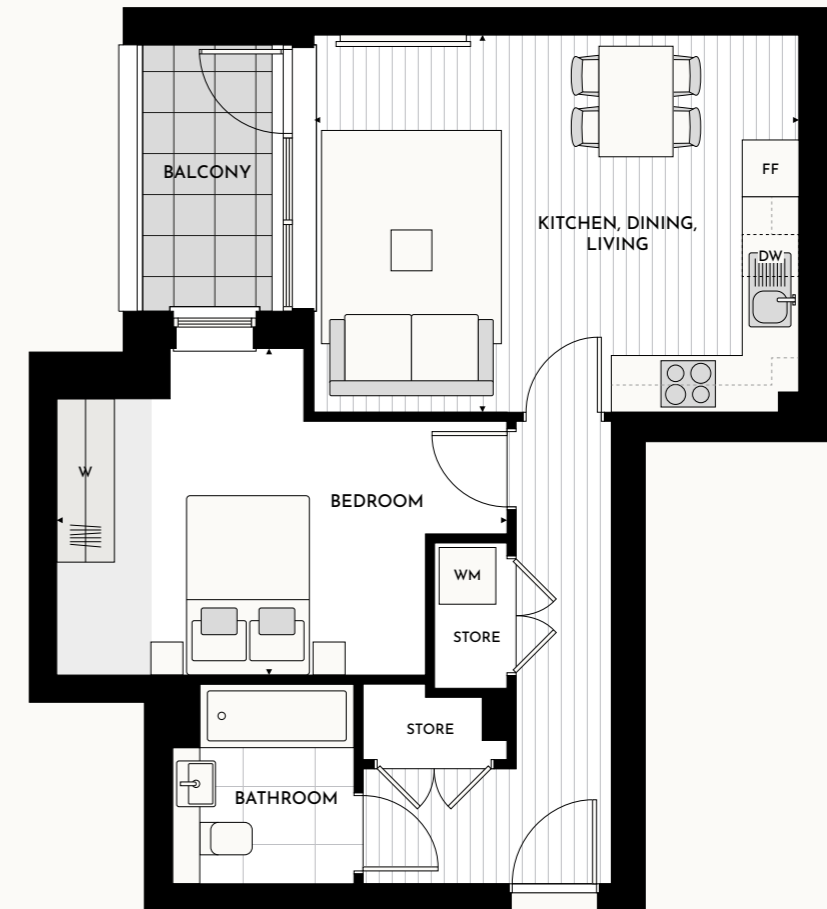 BALCONY
FF
KITCHEN, DINING,
LIVING
DW
W
BEDROOM
WM
STORE
STORE
BATHROOM